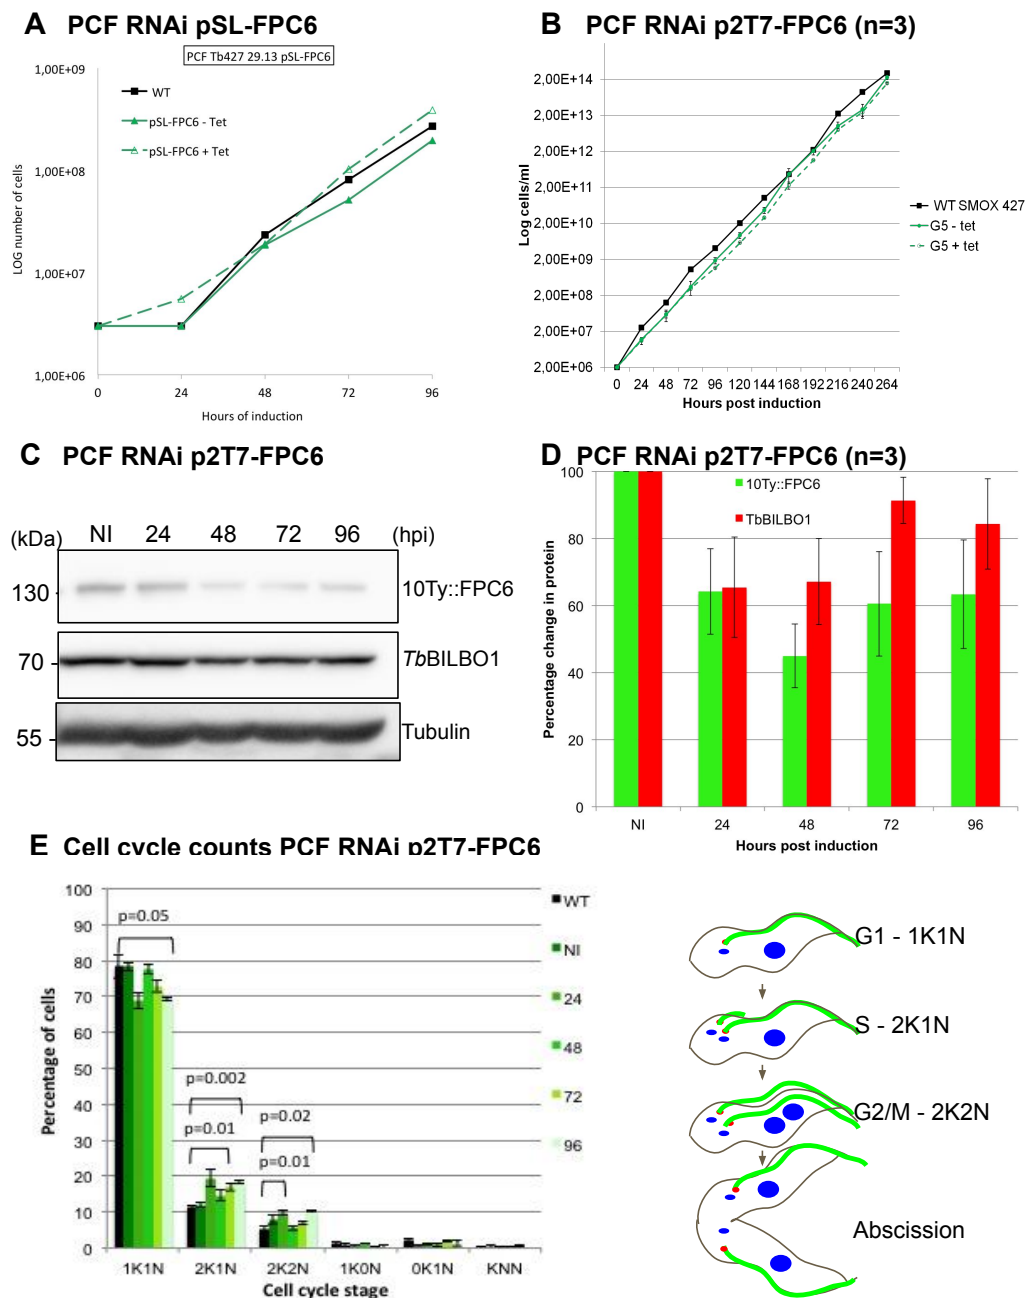 A PCF RNAi pSL-FPC6
PCF Tb427 29.13 pSL-FPC6
1,00E+09
1,00E+08
1,00E+07
1,00E+06
LOG number of cells
WT
pSL-FPC6 - Tet
pSL-FPC6 + Tet
0 24 48 72 96
Hours of induction
B PCF RNAi p2T7-FPC6 (n=3)
2,00E+14
2,00E+13
2,00E+12
2,00E+11
2,00E+10
2,00E+09
2,00E+08
2,00E+07
2,00E+06
Log cells/ml
0 24 48 72 96 120 144 168 192 216 240 264
Hours post induction
WT SMOX 427
G5 - tet
G5 + tet
C PCF RNAi p2T7-FPC6
(kDa) NI 24 48 72 96 (hpi)
130 10Ty::FPC6
70 TbBILBO1
55 Tubulin
D PCF RNAi p2T7-FPC6 (n=3)
100
80
60
40
20
0
Percentage change in protein
10Ty::FPC6
TbBILBO1
NI 24 48 72 96
Hours post induction
E Cell cycle counts PCF RNAi p2T7-FPC6
100
90
80
70
60
50
40
30
20
10
0
Percentage of cells
p=0.05
p=0.002
p=0.01
p=0.02
p=0.01
1K1N 2K1N 2K2N 1K0N 0K1N KNN
Cell cycle stage
WT
NI
24
48
72
96
G1 - 1K1N
S - 2K1N
G2/M - 2K2N
Abscission